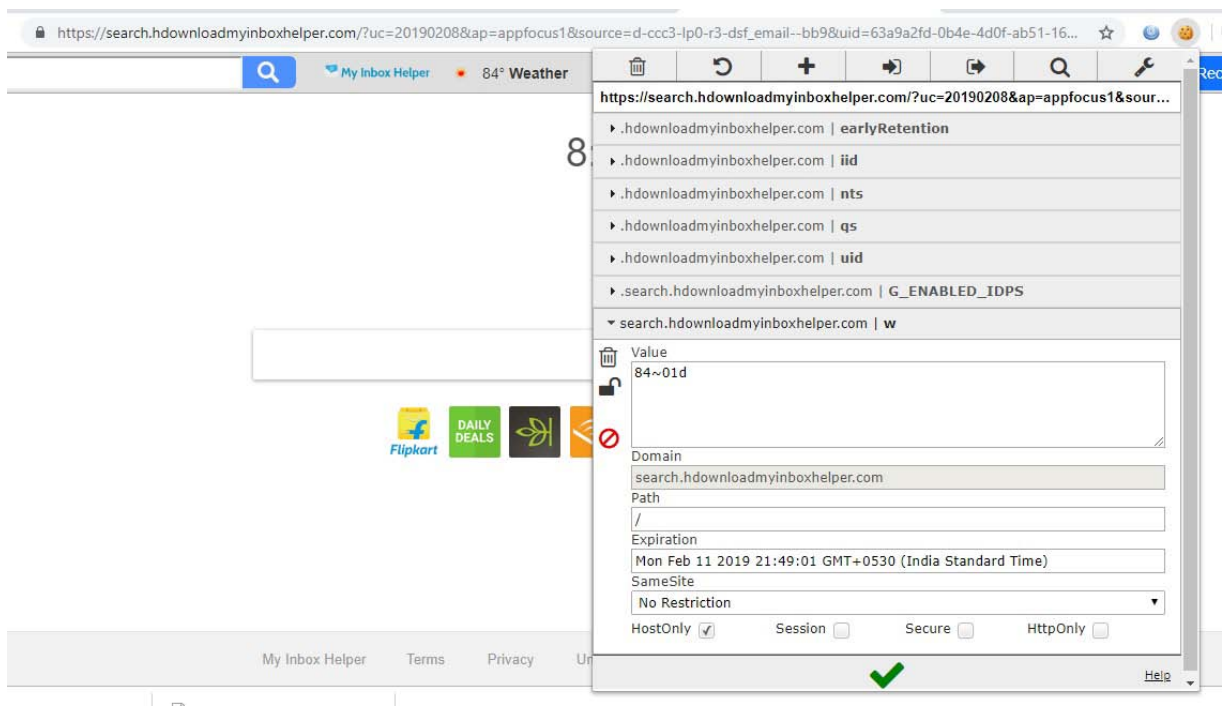 https://search.hdownloadmyinboxhelper.com/?uc=20190208&ap=appfocus1&source=d-ccc3-lp0-r3-dsf_email--bb9&uid=63a9a2fd-0b4e-4d0f-ab51-16...
My Inbox Helper
84° Weather
Rec
https://search.hdownloadmyinboxhelper.com/?uc=20190208&ap=appfocus1&sour...
.hdownloadmyinboxhelper.com | earlyRetention
8:
.hdownloadmyinboxhelper.com | iid
.hdownloadmyinboxhelper.com | nts
.hdownloadmyinboxhelper.com | qs
.hdownloadmyinboxhelper.com | uid
.search.hdownloadmyinboxhelper.com | G_ENABLED_IDPS
search.hdownloadmyinboxhelper.com | w
Value
84~01d
Flipkart
DAILY
DEALS
Domain
search.hdownloadmyinboxhelper.com
Path
/
Expiration
Mon Feb 11 2019 21:49:01 GMT+0530 (India Standard Time)
SameSite
No Restriction
HostOnly Session Secure HttpOnly
My Inbox Helper Terms Privacy Un
Help